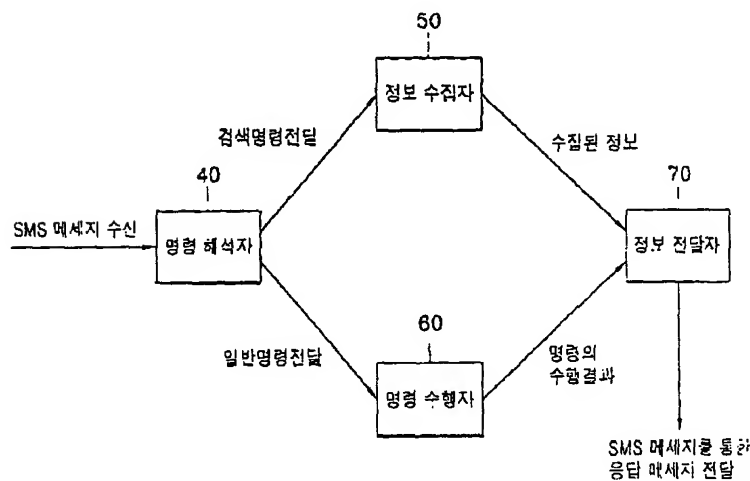 50
정보 수집자
검색명령전달
수집된 정보
40
70
SMS 메세지 수신
명령 해석자
정보 전달자
60
일반명령전달
명령의
수행결과
명령 수행자
SMS 메세지를 통한
응답 메세지 전달